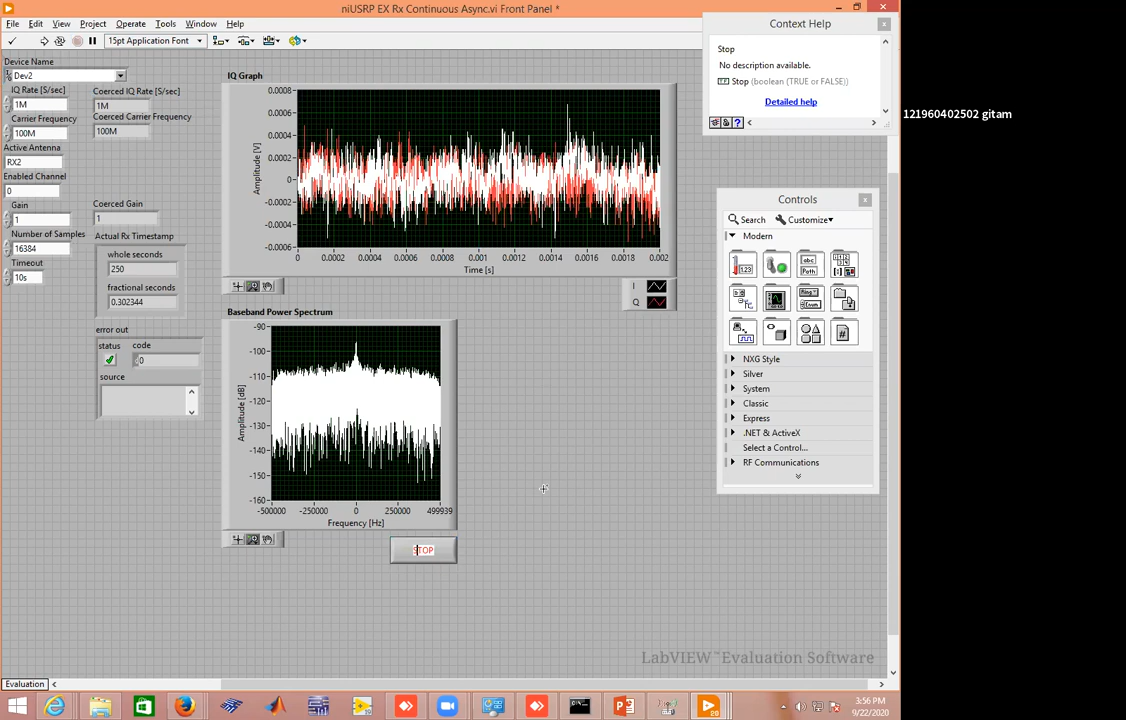 niUSRP EX Rx Continuous Async.vi Front Panel *
File Edit View Project Operate Tools Window Help
15pt Application Font
Context Help
Stop
No description available.
Stop (boolean (TRUE or FALSE))
Detailed help
121960402502 gitam
Device Name
Dev2
IQ Rate [S/sec]
1M
Coerced IQ Rate [S/sec]
1M
Carrier Frequency
100M
Coerced Carrier Frequency
100M
Active Antenna
RX2
Enabled Channel
0
Gain
1
Coerced Gain
1
Number of Samples
16384
Timeout
10s
Actual Rx Timestamp
whole seconds
250
fractional seconds
0.302344
error out
status code
0
source
IQ Graph
Amplitude [V]
0.0008
0.0006
0.0004
0.0002
0
-0.0002
-0.0004
-0.0006
0 0.0002 0.0004 0.0006 0.0008 0.001 0.0012 0.0014 0.0016 0.0018 0.002
Time [s]
I
Q
Baseband Power Spectrum
Amplitude [dB]
-90
-100
-110
-120
-130
-140
-150
-160
-500000 -250000 0 250000 499939
Frequency [Hz]
STOP
Controls
Search Customize
Modern
NXG Style
Silver
System
Classic
Express
.NET & ActiveX
Select a Control...
RF Communications
LabVIEW™ Evaluation Software
Evaluation
3:56 PM
9/22/2020